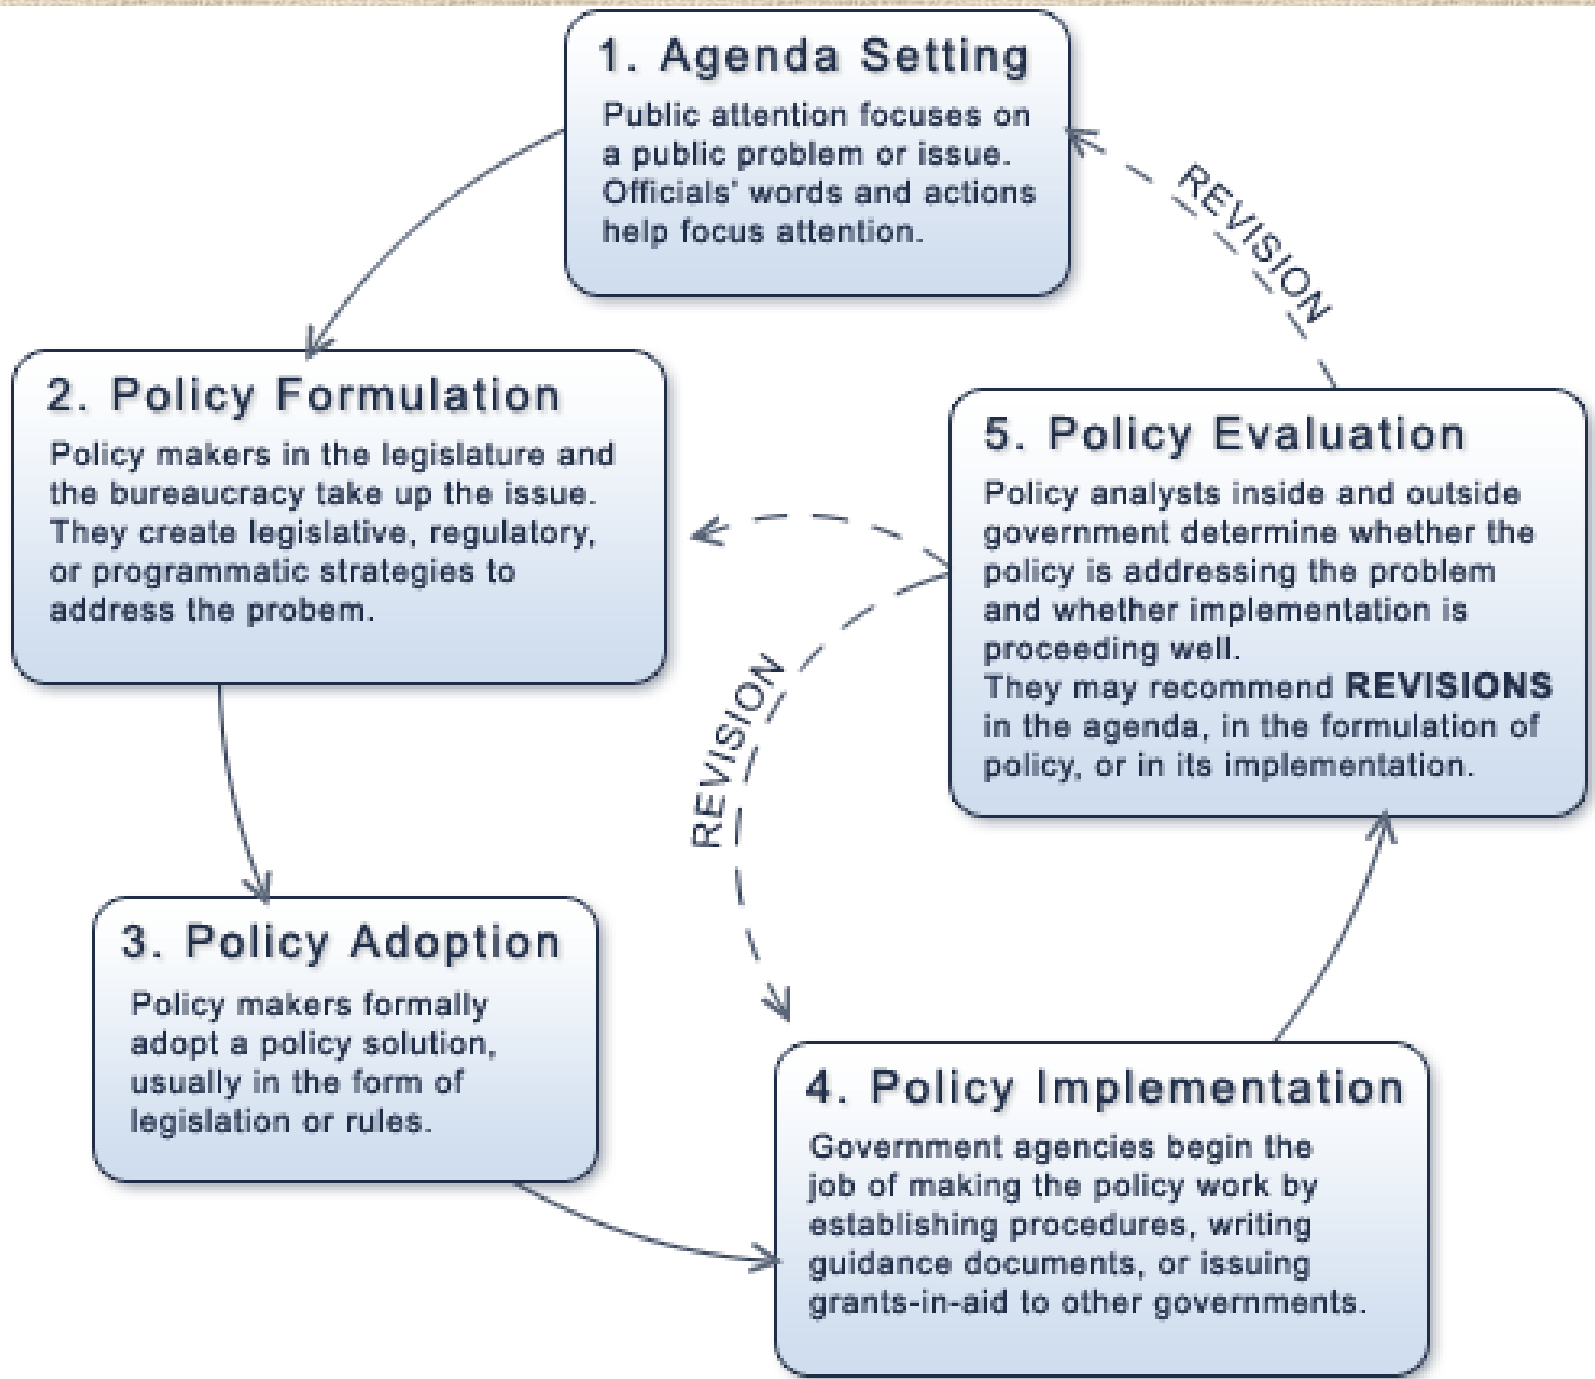 1. Agenda Setting
Public attention focuses on
a public problem or issue.
Officials' words and actions
help focus attention.
REVISION
2. Policy Formulation
Policy makers in the legislature and
the bureaucracy take up the issue.
They create legislative, regulatory,
or programmatic strategies to
address the probem.
5. Policy Evaluation
Policy analysts inside and outside
government determine whether the
policy is addressing the problem
and whether implementation is
proceeding well.
They may recommend REVISIONS
in the agenda, in the formulation of
policy, or in its implementation.
REVISION
3. Policy Adoption
Policy makers formally
adopt a policy solution,
usually in the form of
legislation or rules.
4. Policy Implementation
Government agencies begin the
job of making the policy work by
establishing procedures, writing
guidance documents, or issuing
grants-in-aid to other governments.